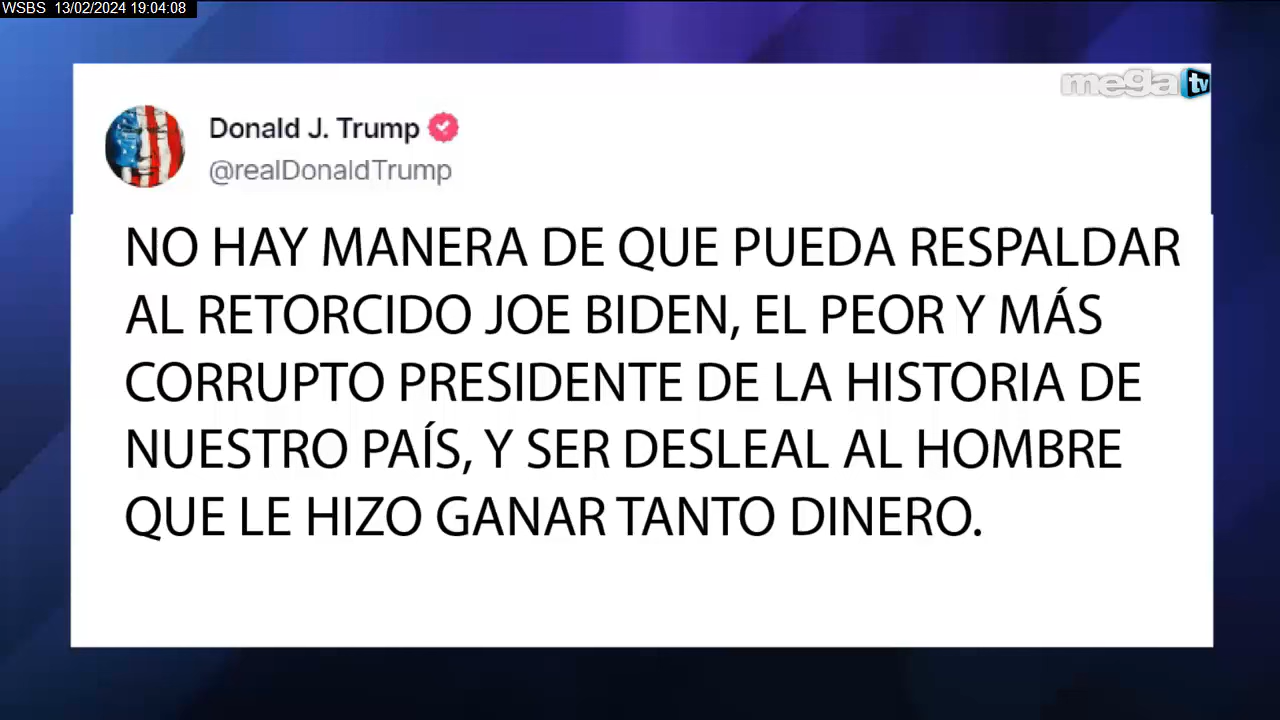 WSBS 13/02/2024 19:04:08
mega tv
Donald J. Trump
@realDonaldTrump
NO HAY MANERA DE QUE PUEDA RESPALDAR
AL RETORCIDO JOE BIDEN, EL PEOR Y MÁS
CORRUPTO PRESIDENTE DE LA HISTORIA DE
NUESTRO PAÍS, Y SER DESLEAL AL HOMBRE
QUE LE HIZO GANAR TANTO DINERO.